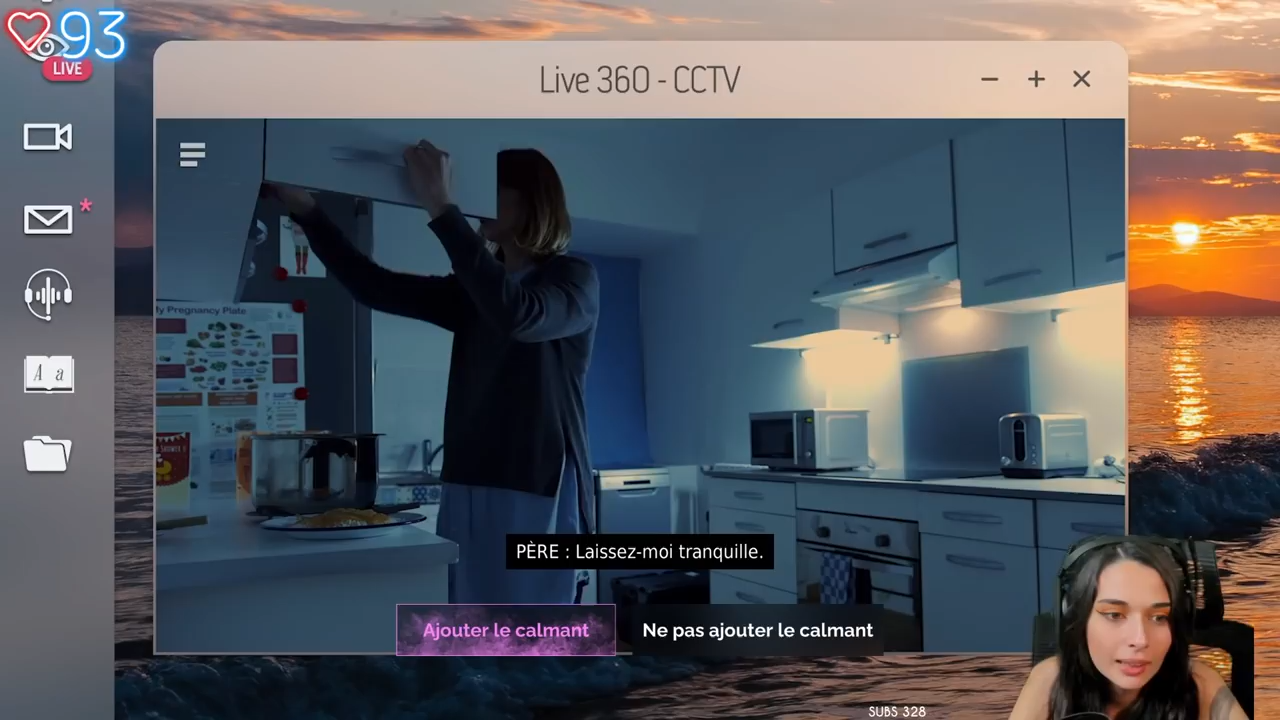 93
LIVE
Live 360 - CCTV
My Pregnancy Plate
A a
PÈRE : Laissez-moi tranquille.
Ajouter le calmant
Ne pas ajouter le calmant
SUBS 328